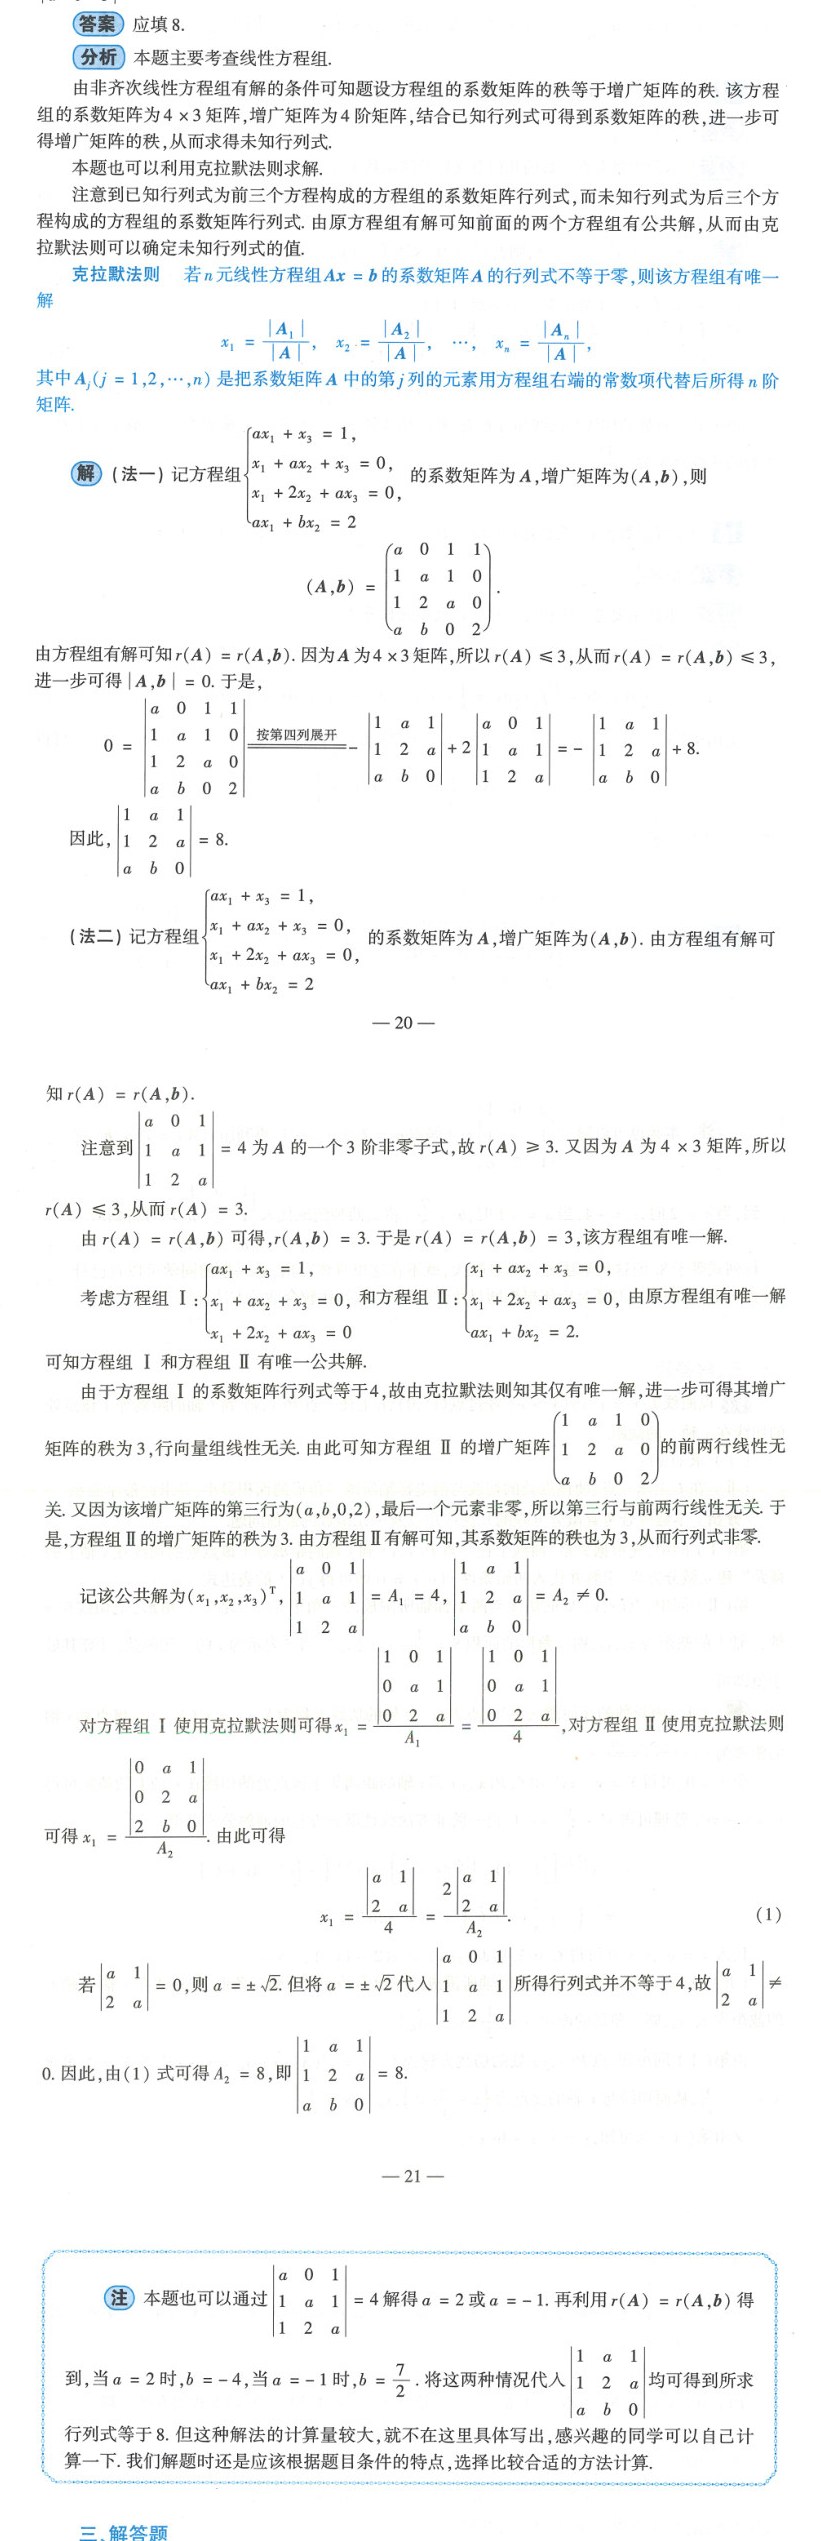 答案 应填8.
分析 本题主要考查线性方程组.
由非齐次线性方程组有解的条件可知题设方程组的系数矩阵的秩等于增广矩阵的秩. 该方程
组的系数矩阵为4 × 3矩阵,增广矩阵为4阶矩阵,结合已知行列式可得到系数矩阵的秩,进一步可
得增广矩阵的秩,从而求得未知行列式.
本题也可以利用克拉默法则求解.
注意到已知行列式为前三个方程构成的方程组的系数矩阵行列式,而未知行列式为后三个方
程构成的方程组的系数矩阵行列式. 由原方程组有解可知前面的两个方程组有公共解,从而由克
拉默法则可以确定未知行列式的值.
克拉默法则 若n元线性方程组Ax = b的系数矩阵A的行列式不等于零,则该方程组有唯一
解
x₁ = |A₁|/|A|, x₂ = |A₂|/|A|, ⋯, xₙ = |Aₙ|/|A|,
其中Aⱼ(j = 1,2,⋯,n)是把系数矩阵A中的第j列的元素用方程组右端的常数项代替后所得n阶
矩阵.
ax₁ + x₃ = 1,
x₁ + ax₂ + x₃ = 0,
解 (法一) 记方程组 的系数矩阵为A,增广矩阵为(A,b),则
x₁ + 2x₂ + ax₃ = 0,
ax₁ + bx₂ = 2
a 0 1 1
1 a 1 0
(A,b) = .
1 2 a 0
a b 0 2
由方程组有解可知r(A) = r(A,b). 因为A为4 × 3矩阵,所以r(A) ≤ 3,从而r(A) = r(A,b) ≤ 3,
进一步可得|A,b| = 0. 于是,
a 0 1 1
1 a 1 0 1 a 1 a 0 1 1 a 1
0 = 按第四列展开 − 1 2 a + 2 1 a 1 = − 1 2 a + 8.
1 2 a 0 a b 0 1 2 a a b 0
a b 0 2
1 a 1
因此, 1 2 a = 8.
a b 0
ax₁ + x₃ = 1,
x₁ + ax₂ + x₃ = 0,
(法二) 记方程组 的系数矩阵为A,增广矩阵为(A,b). 由方程组有解可
x₁ + 2x₂ + ax₃ = 0,
ax₁ + bx₂ = 2
— 20 —
知r(A) = r(A,b).
a 0 1
注意到 1 a 1 = 4为A的一个3阶非零子式,故r(A) ≥ 3. 又因为A为4 × 3矩阵,所以
1 2 a
r(A) ≤ 3,从而r(A) = 3.
由r(A) = r(A,b)可得,r(A,b) = 3. 于是r(A) = r(A,b) = 3,该方程组有唯一解.
ax₁ + x₃ = 1, x₁ + ax₂ + x₃ = 0,
考虑方程组 Ⅰ: x₁ + ax₂ + x₃ = 0, 和方程组 Ⅱ: x₁ + 2x₂ + ax₃ = 0, 由原方程组有唯一解
x₁ + 2x₂ + ax₃ = 0 ax₁ + bx₂ = 2.
可知方程组 Ⅰ 和方程组 Ⅱ 有唯一公共解.
由于方程组 Ⅰ 的系数矩阵行列式等于4,故由克拉默法则知其仅有唯一解,进一步可得其增广
1 a 1 0
矩阵的秩为3,行向量组线性无关. 由此可知方程组 Ⅱ 的增广矩阵 1 2 a 0 的前两行线性无
a b 0 2
关. 又因为该增广矩阵的第三行为(a,b,0,2),最后一个元素非零,所以第三行与前两行线性无关. 于
是,方程组Ⅱ的增广矩阵的秩为3. 由方程组Ⅱ有解可知,其系数矩阵的秩也为3,从而行列式非零.
a 0 1 1 a 1
记该公共解为(x₁,x₂,x₃)ᵀ, 1 a 1 = A₁ = 4, 1 2 a = A₂ ≠ 0.
1 2 a a b 0
1 0 1 1 0 1
0 a 1 0 a 1
0 2 a 0 2 a
对方程组 Ⅰ 使用克拉默法则可得x₁ = = ,对方程组 Ⅱ 使用克拉默法则
A₁ 4
0 a 1
0 2 a
2 b 0
可得x₁ = . 由此可得
A₂
a 1 a 1
2 a 2 2 a
x₁ = = . (1)
4 A₂
a 0 1
若 a 1 = 0,则a = ±√2. 但将a = ±√2代入 1 a 1 所得行列式并不等于4,故 a 1 ≠
2 a 1 2 a 2 a
1 a 1
0. 因此,由(1)式可得A₂ = 8,即 1 2 a = 8.
a b 0
— 21 —
a 0 1
注 本题也可以通过 1 a 1 = 4解得a = 2或a = −1. 再利用r(A) = r(A,b)得
1 2 a
1 a 1
到,当a = 2时,b = −4,当a = −1时,b = 7/2. 将这两种情况代入 1 2 a 均可得到所求
a b 0
行列式等于8. 但这种解法的计算量较大,就不在这里具体写出,感兴趣的同学可以自己计
算一下. 我们解题时还是应该根据题目条件的特点,选择比较合适的方法计算.
三、解答题